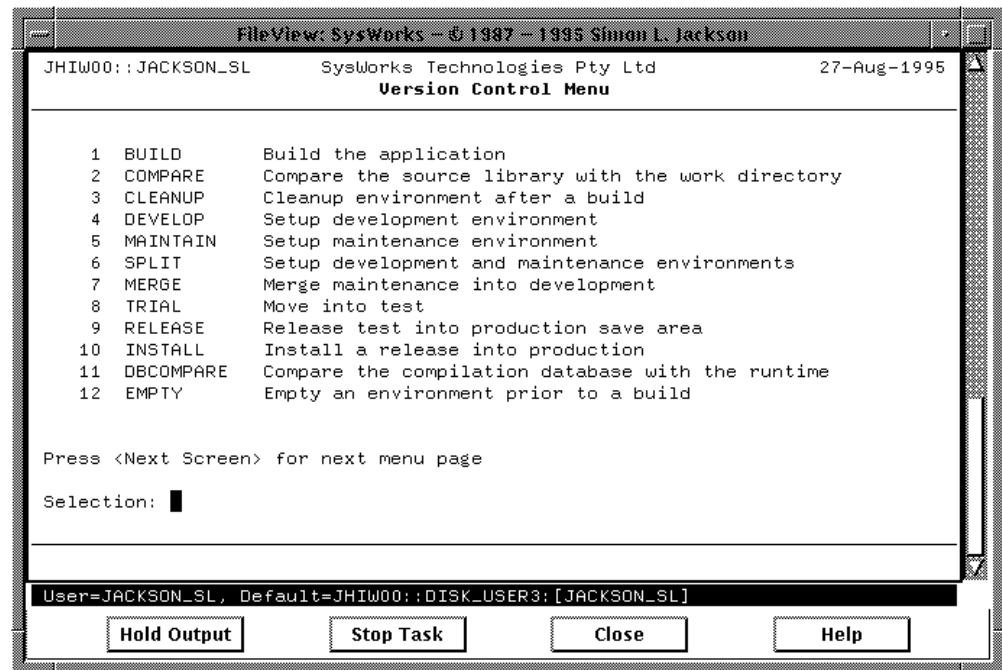 FileView: SysWorks – © 1987 – 1995 Simon L. Jackson
JHIW00::JACKSON_SL SysWorks Technologies Pty Ltd 27-Aug-1995
Version Control Menu
1 BUILD Build the application
2 COMPARE Compare the source library with the work directory
3 CLEANUP Cleanup environment after a build
4 DEVELOP Setup development environment
5 MAINTAIN Setup maintenance environment
6 SPLIT Setup development and maintenance environments
7 MERGE Merge maintenance into development
8 TRIAL Move into test
9 RELEASE Release test into production save area
10 INSTALL Install a release into production
11 DBCOMPARE Compare the compilation database with the runtime
12 EMPTY Empty an environment prior to a build
Press <Next Screen> for next menu page
Selection:
User=JACKSON_SL, Default=JHIW00::DISK_USER3:[JACKSON_SL]
Hold Output Stop Task Close Help